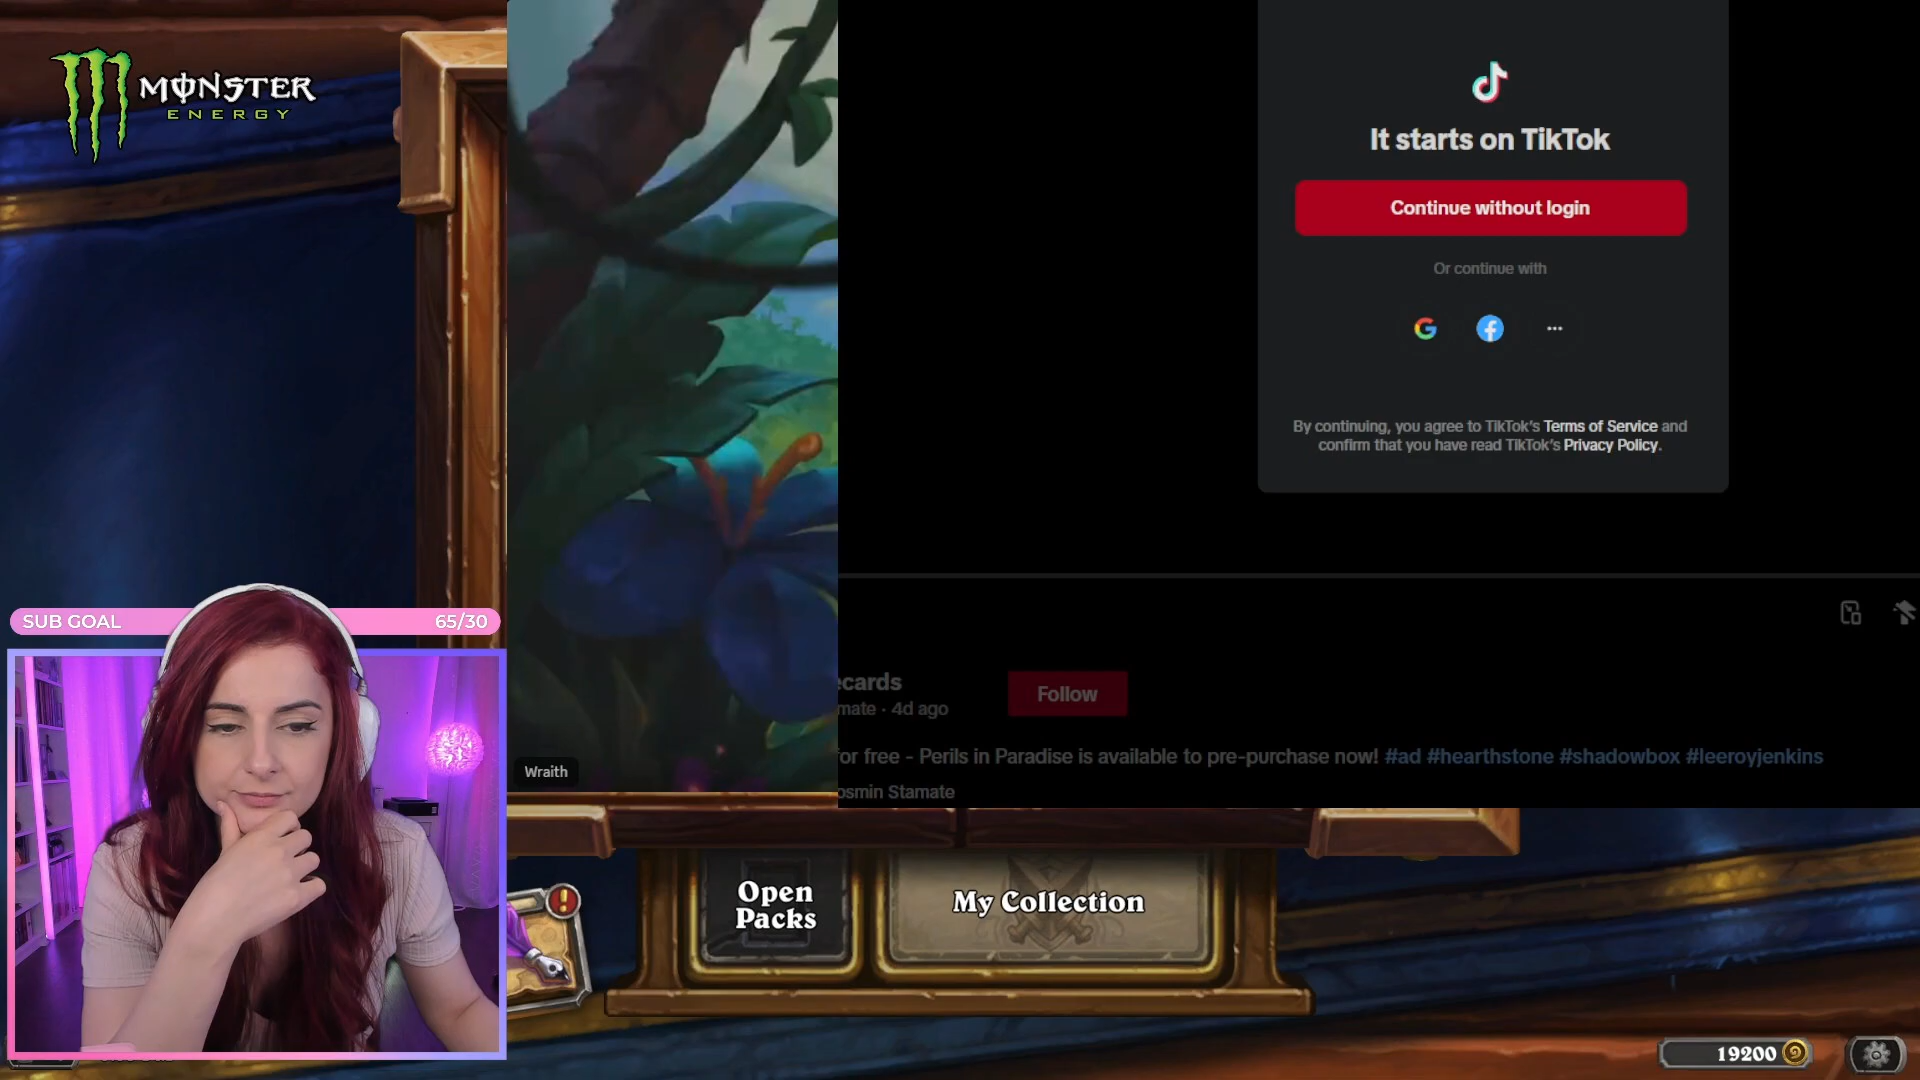 MONSTER
ENERGY
It starts on TikTok
Continue without login
Or continue with
By continuing, you agree to TikTok's Terms of Service and
confirm that you have read TikTok's Privacy Policy.
SUB GOAL 65/30
Wraith
ecards
mate · 4d ago
Follow
for free - Perils in Paradise is available to pre-purchase now! #ad #hearthstone #shadowbox #leeroyjenkins
osmin Stamate
Open
Packs
My Collection
19200